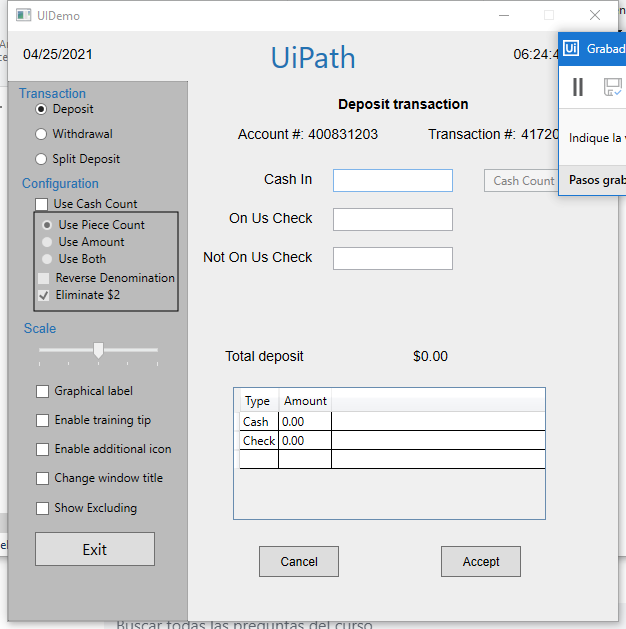 UIDemo
04/25/2021
UiPath
06:24:4
Ui Grabad
Transaction
Deposit
Withdrawal
Split Deposit
Configuration
Use Cash Count
Use Piece Count
Use Amount
Use Both
Reverse Denomination
Eliminate $2
Scale
Graphical label
Enable training tip
Enable additional icon
Change window title
Show Excluding
Exit
Deposit transaction
Account #: 400831203 Transaction #: 41720
Cash In Cash Count
On Us Check
Not On Us Check
Total deposit $0.00
Type Amount
Cash 0.00
Check 0.00
Cancel Accept
Indique la
Pasos grab
Buscar todas las preguntas del curso